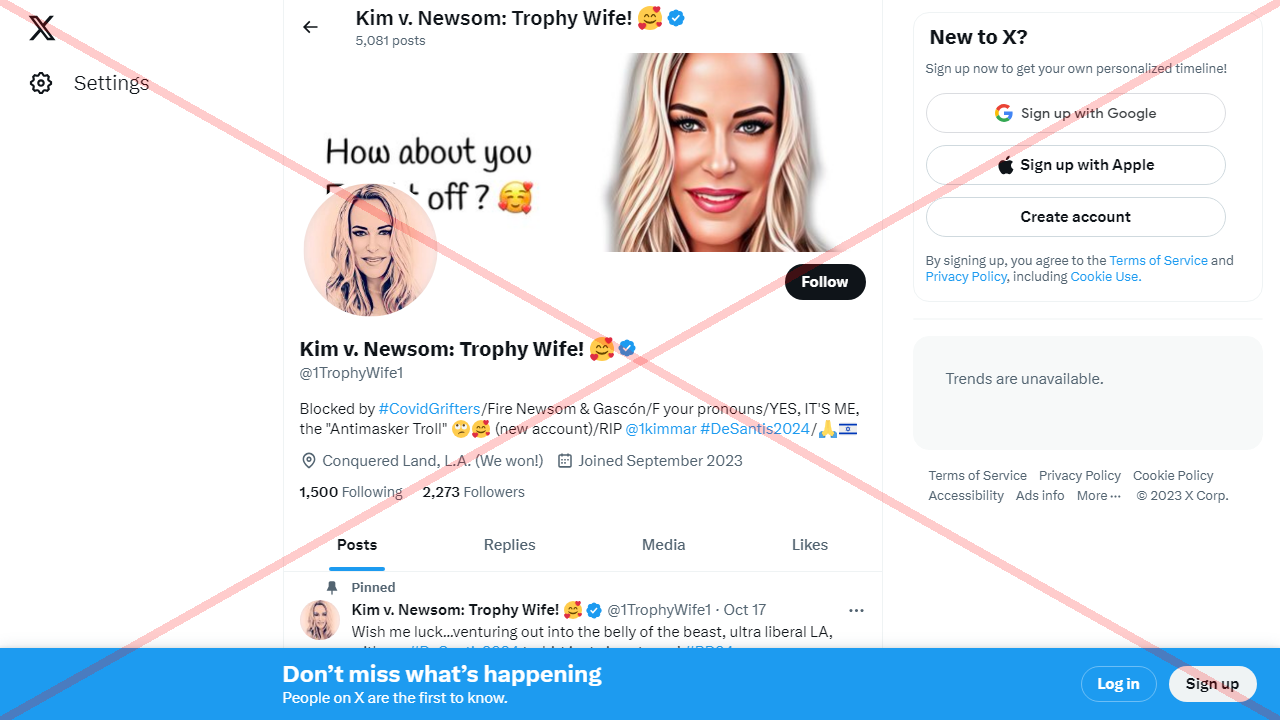 Kim v. Newsom: Trophy Wife! 🥰
5,081 posts
Settings
How about you
off ? 🥰
Follow
Kim v. Newsom: Trophy Wife! 🥰
@1TrophyWife1
Blocked by #CovidGrifters/Fire Newsom & Gascón/F your pronouns/YES, IT'S ME,
the "Antimasker Troll" 🙄🥰 (new account)/RIP @1kimmar #DeSantis2024/🙏🇮🇱
Conquered Land, L.A. (We won!) Joined September 2023
1,500 Following 2,273 Followers
Posts Replies Media Likes
Pinned
Kim v. Newsom: Trophy Wife! 🥰 @1TrophyWife1 · Oct 17
Wish me luck...venturing out into the belly of the beast, ultra liberal LA,
New to X?
Sign up now to get your own personalized timeline!
Sign up with Google
Sign up with Apple
Create account
By signing up, you agree to the Terms of Service and
Privacy Policy, including Cookie Use.
Trends are unavailable.
Terms of Service Privacy Policy Cookie Policy
Accessibility Ads info More ··· © 2023 X Corp.
Don't miss what's happening
People on X are the first to know.
Log in Sign up